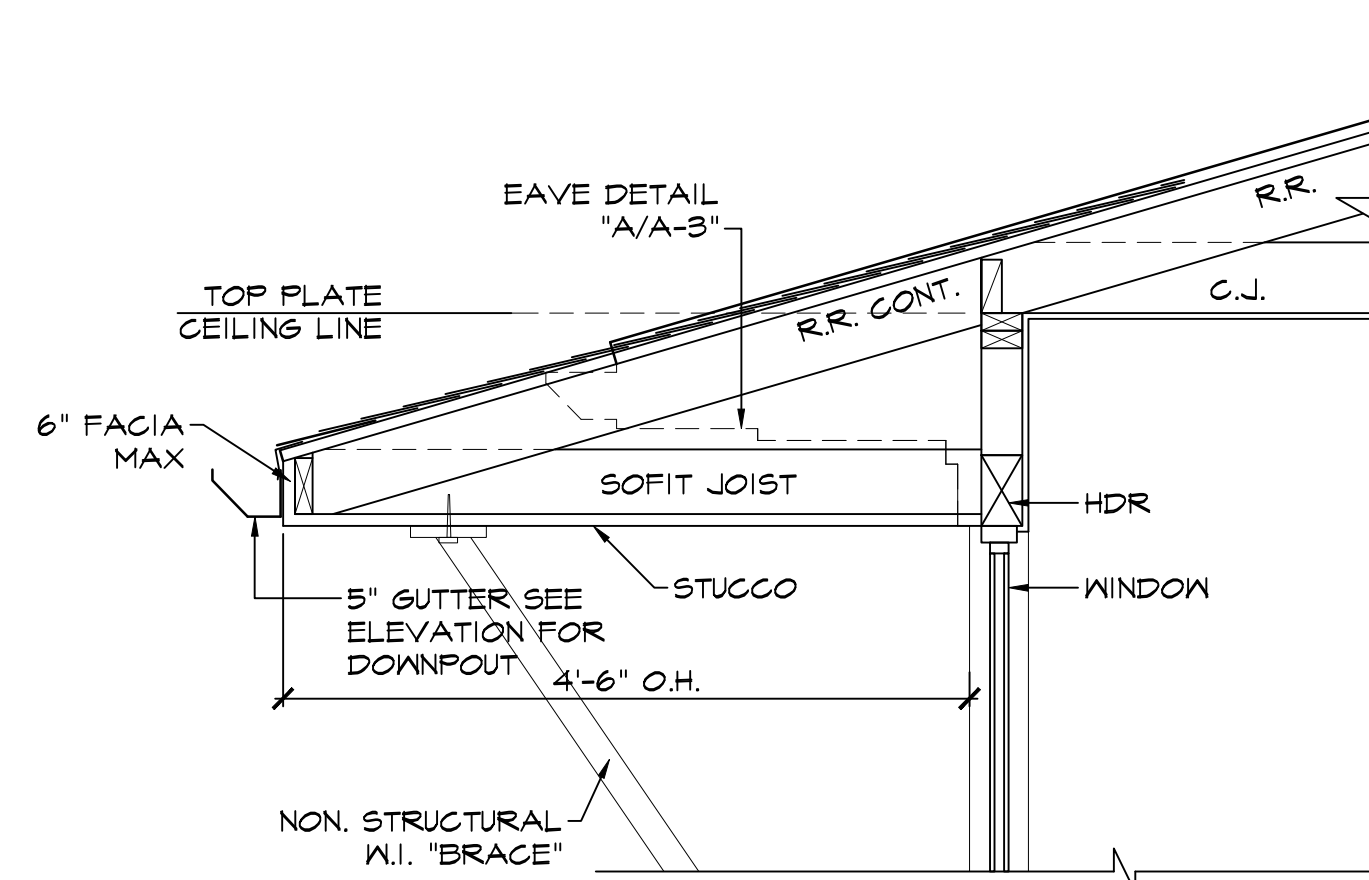 EAVE DETAIL
"A/A-3"
R.R.
TOP PLATE
CEILING LINE
R.R. CONT.
C.J.
6" FACIA
MAX
SOFIT JOIST
HDR
STUCCO
WINDOW
5" GUTTER SEE
ELEVATION FOR
DOWNPOUT
4'-6" O.H.
NON. STRUCTURAL
W.I. "BRACE"